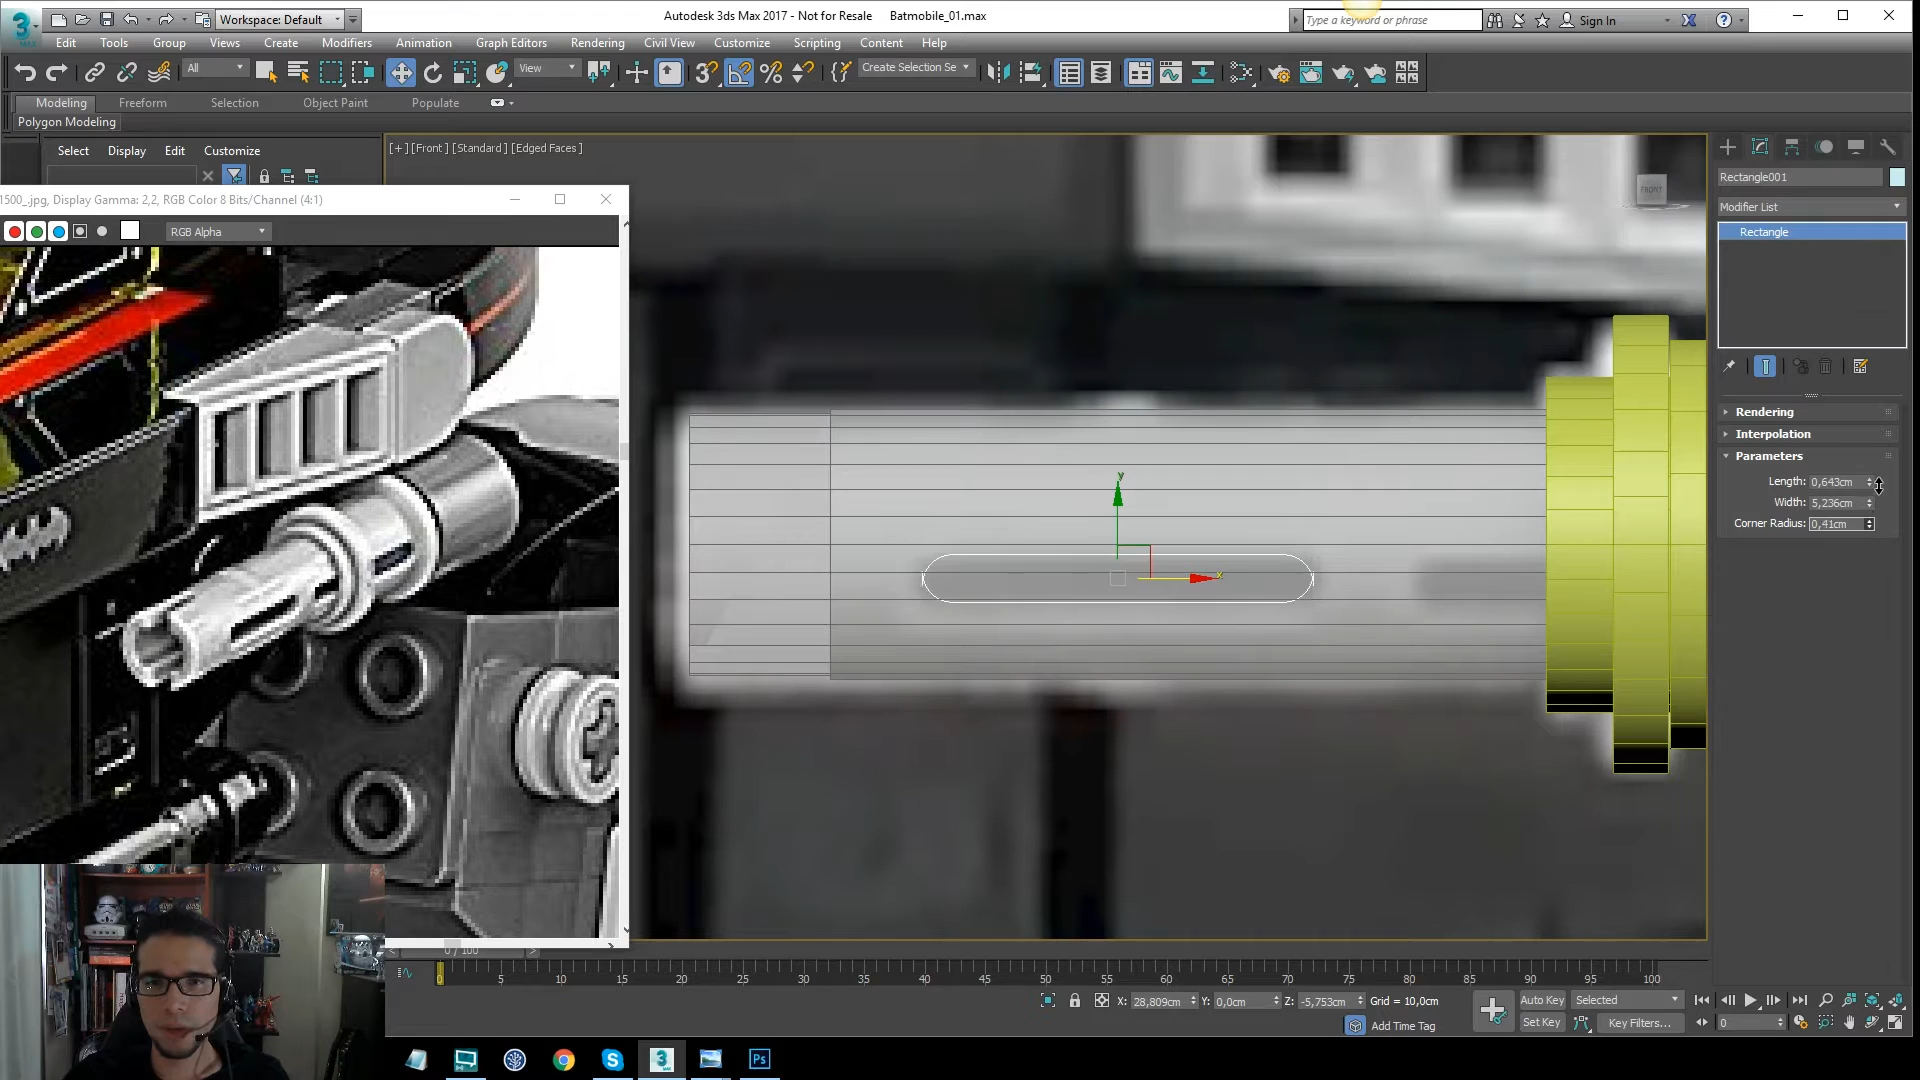 MAX
Workspace: Default
Autodesk 3ds Max 2017 - Not for Resale Batmobile_01.max
Type a keyword or phrase
Sign In
Edit Tools Group Views Create Modifiers Animation Graph Editors Rendering Civil View Customize Scripting Content Help
All
View
Create Selection Se
Modeling Freeform Selection Object Paint Populate
Polygon Modeling
Select Display Edit Customize
[+] [Front] [Standard] [Edged Faces]
1500_.jpg, Display Gamma: 2,2, RGB Color 8 Bits/Channel (4:1)
RGB Alpha
FRONT
Rectangle001
Modifier List
Rectangle
Rendering
Interpolation
Parameters
Length: 0,643cm
Width: 5,236cm
Corner Radius: 0,41cm
y
x
0 / 100
0 5 10 15 20 25 30 35 40 45 50 55 60 65 70 75 80 85 90 95 100
X: 28,809cm Y: 0,0cm Z: -5,753cm Grid = 10,0cm
Add Time Tag
Auto Key Selected
Set Key Key Filters...
0
S
3
MAX
Ps